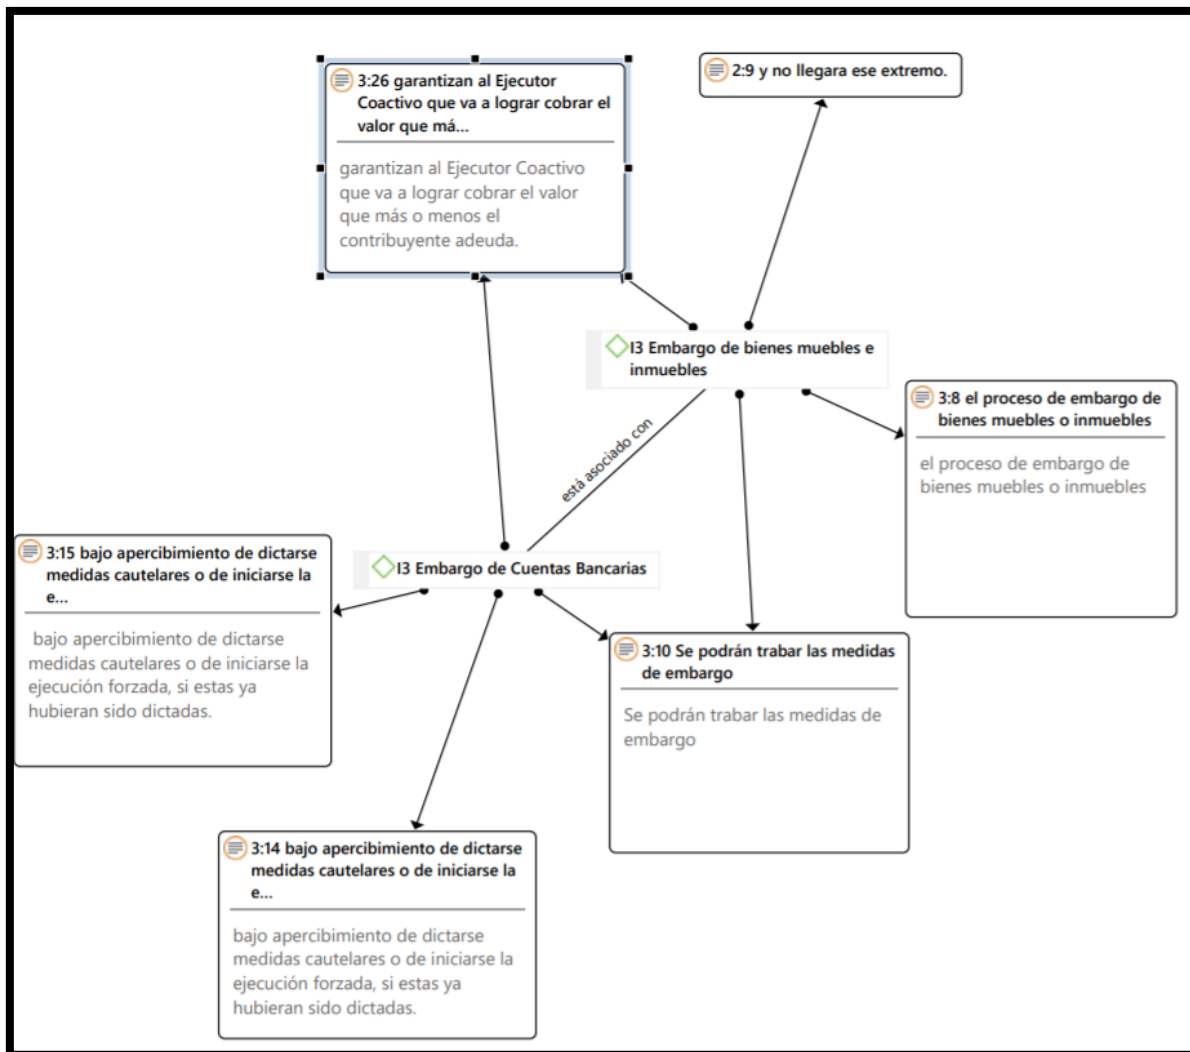 3:26 garantizan al Ejecutor
Coactivo que va a lograr cobrar el
valor que má...
garantizan al Ejecutor Coactivo
que va a lograr cobrar el valor
que más o menos el
contribuyente adeuda.
2:9 y no llegara ese extremo.
I3 Embargo de bienes muebles e
inmuebles
3:8 el proceso de embargo de
bienes muebles o inmuebles
el proceso de embargo de
bienes muebles o inmuebles
está asociado con
I3 Embargo de Cuentas Bancarias
3:15 bajo apercibimiento de dictarse
medidas cautelares o de iniciarse la
e...
bajo apercibimiento de dictarse
medidas cautelares o de iniciarse la
ejecución forzada, si estas ya
hubieran sido dictadas.
3:10 Se podrán trabar las medidas
de embargo
Se podrán trabar las medidas de
embargo
3:14 bajo apercibimiento de dictarse
medidas cautelares o de iniciarse la
e...
bajo apercibimiento de dictarse
medidas cautelares o de iniciarse la
ejecución forzada, si estas ya
hubieran sido dictadas.